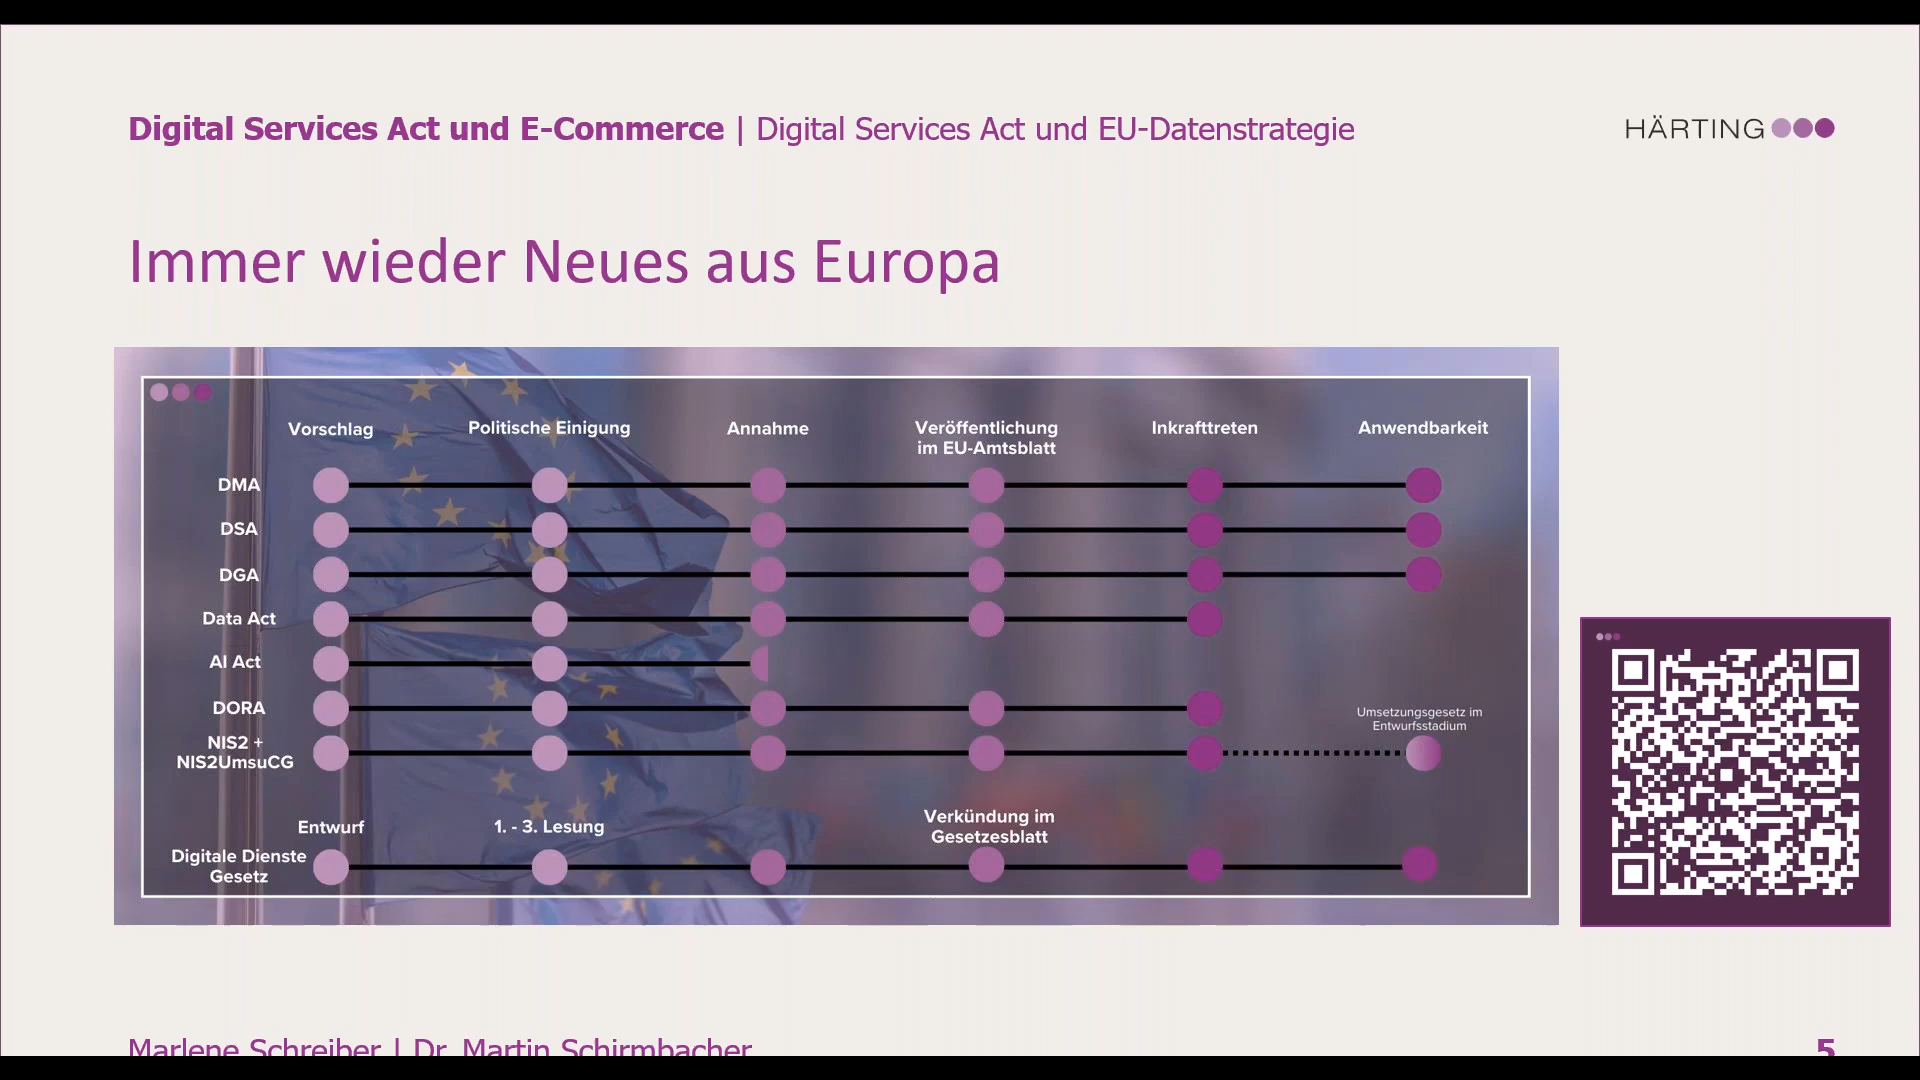 Digital Services Act und E-Commerce | Digital Services Act und EU-Datenstrategie
HÄRTING
Immer wieder Neues aus Europa
Vorschlag
Politische Einigung
Annahme
Veröffentlichung
im EU-Amtsblatt
Inkrafttreten
Anwendbarkeit
DMA
DSA
DGA
Data Act
AI Act
DORA
NIS2 +
NIS2UmsuCG
Umsetzungsgesetz im
Entwurfsstadium
Entwurf
1. - 3. Lesung
Verkündung im
Gesetzesblatt
Digitale Dienste
Gesetz
Marlene Schreiber | Dr. Martin Schirmbacher
5